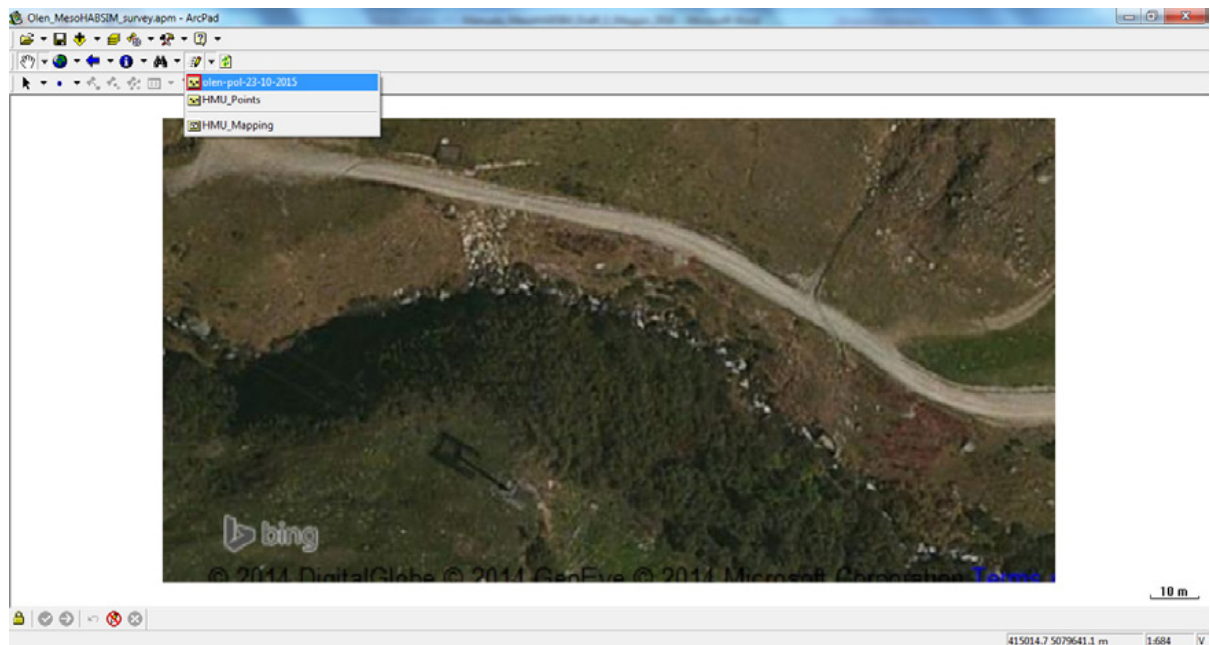 Olen_MesoHABSIM_survey.apm - ArcPad
olen-pol-23-10-2015
HMU_Points
HMU_Mapping
bing
© 2014 DigitalGlobe © 2014 GeoEye © 2014 Microsoft Corporation Terms
10 m
415014.7 5079641.1 m 1:684 V